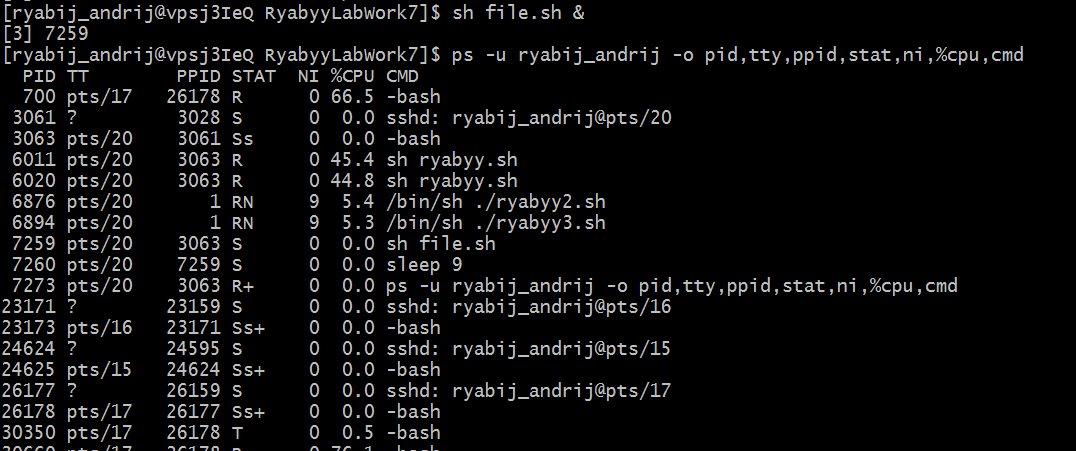 [ryabij_andrij@vpsj3IeQ RyabyyLabWork7]$ sh file.sh &
[3] 7259
[ryabij_andrij@vpsj3IeQ RyabyyLabWork7]$ ps -u ryabij_andrij -o pid,tty,ppid,stat,ni,%cpu,cmd
PID TT PPID STAT NI %CPU CMD
700 pts/17 26178 R 0 66.5 -bash
3061 ? 3028 S 0 0.0 sshd: ryabij_andrij@pts/20
3063 pts/20 3061 Ss 0 0.0 -bash
6011 pts/20 3063 R 0 45.4 sh ryabyy.sh
6020 pts/20 3063 R 0 44.8 sh ryabyy.sh
6876 pts/20 1 RN 9 5.4 /bin/sh ./ryabyy2.sh
6894 pts/20 1 RN 9 5.3 /bin/sh ./ryabyy3.sh
7259 pts/20 3063 S 0 0.0 sh file.sh
7260 pts/20 7259 S 0 0.0 sleep 9
7273 pts/20 3063 R+ 0 0.0 ps -u ryabij_andrij -o pid,tty,ppid,stat,ni,%cpu,cmd
23171 ? 23159 S 0 0.0 sshd: ryabij_andrij@pts/16
23173 pts/16 23171 Ss+ 0 0.0 -bash
24624 ? 24595 S 0 0.0 sshd: ryabij_andrij@pts/15
24625 pts/15 24624 Ss+ 0 0.0 -bash
26177 ? 26159 S 0 0.0 sshd: ryabij_andrij@pts/17
26178 pts/17 26177 Ss+ 0 0.0 -bash
30350 pts/17 26178 T 0 0.5 -bash